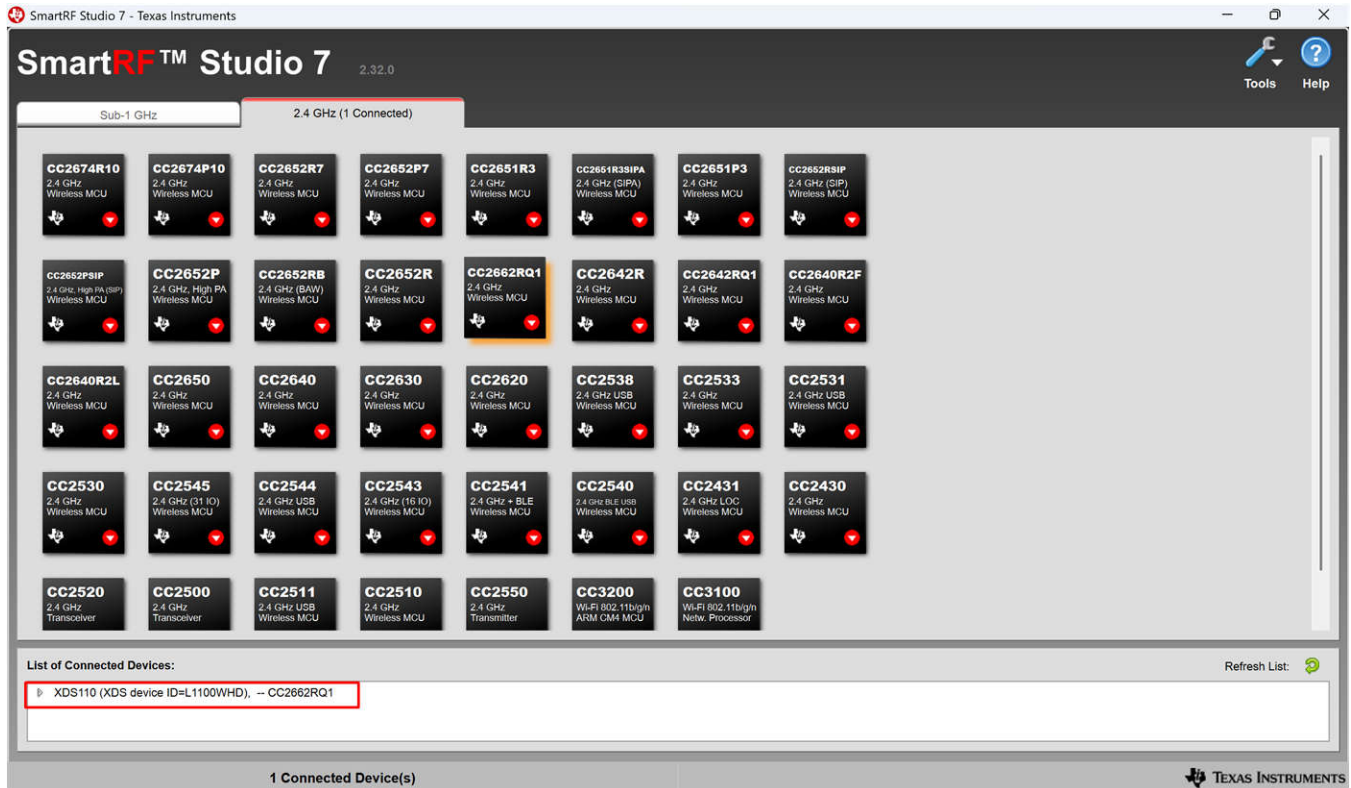 SmartRF Studio 7 - Texas Instruments
SmartRF™ Studio 7 2.32.0
Tools Help
Sub-1 GHz 2.4 GHz (1 Connected)
CC2674R10 CC2674P10 CC2652R7 CC2652P7 CC2651R3 CC2651R3SIPA CC2651P3 CC2652RSIP
2.4 GHz 2.4 GHz 2.4 GHz 2.4 GHz 2.4 GHz 2.4 GHz (SIPA) 2.4 GHz 2.4 GHz (SIP)
Wireless MCU Wireless MCU Wireless MCU Wireless MCU Wireless MCU Wireless MCU Wireless MCU Wireless MCU
CC2652PSIP CC2652P CC2652RB CC2652R CC2662RQ1 CC2642R CC2642RQ1 CC2640R2F
2.4 GHz, High PA (SIP) 2.4 GHz, High PA 2.4 GHz (BAW) 2.4 GHz 2.4 GHz 2.4 GHz 2.4 GHz 2.4 GHz
Wireless MCU Wireless MCU Wireless MCU Wireless MCU Wireless MCU Wireless MCU Wireless MCU Wireless MCU
CC2640R2L CC2650 CC2640 CC2630 CC2620 CC2538 CC2533 CC2531
2.4 GHz 2.4 GHz 2.4 GHz 2.4 GHz 2.4 GHz 2.4 GHz USB 2.4 GHz 2.4 GHz USB
Wireless MCU Wireless MCU Wireless MCU Wireless MCU Wireless MCU Wireless MCU Wireless MCU Wireless MCU
CC2530 CC2545 CC2544 CC2543 CC2541 CC2540 CC2431 CC2430
2.4 GHz 2.4 GHz (31 IO) 2.4 GHz USB 2.4 GHz (16 IO) 2.4 GHz + BLE 2.4 GHz BLE USB 2.4 GHz LOC 2.4 GHz
Wireless MCU Wireless MCU Wireless MCU Wireless MCU Wireless MCU Wireless MCU Wireless MCU Wireless MCU
CC2520 CC2500 CC2511 CC2510 CC2550 CC3200 CC3100
2.4 GHz 2.4 GHz 2.4 GHz USB 2.4 GHz 2.4 GHz Wi-Fi 802.11b/g/n Wi-Fi 802.11b/g/n
Transceiver Transceiver Wireless MCU Wireless MCU Transmitter ARM CM4 MCU Netw. Processor
List of Connected Devices: Refresh List:
XDS110 (XDS device ID=L1100WHD), -- CC2662RQ1
1 Connected Device(s) TEXAS INSTRUMENTS